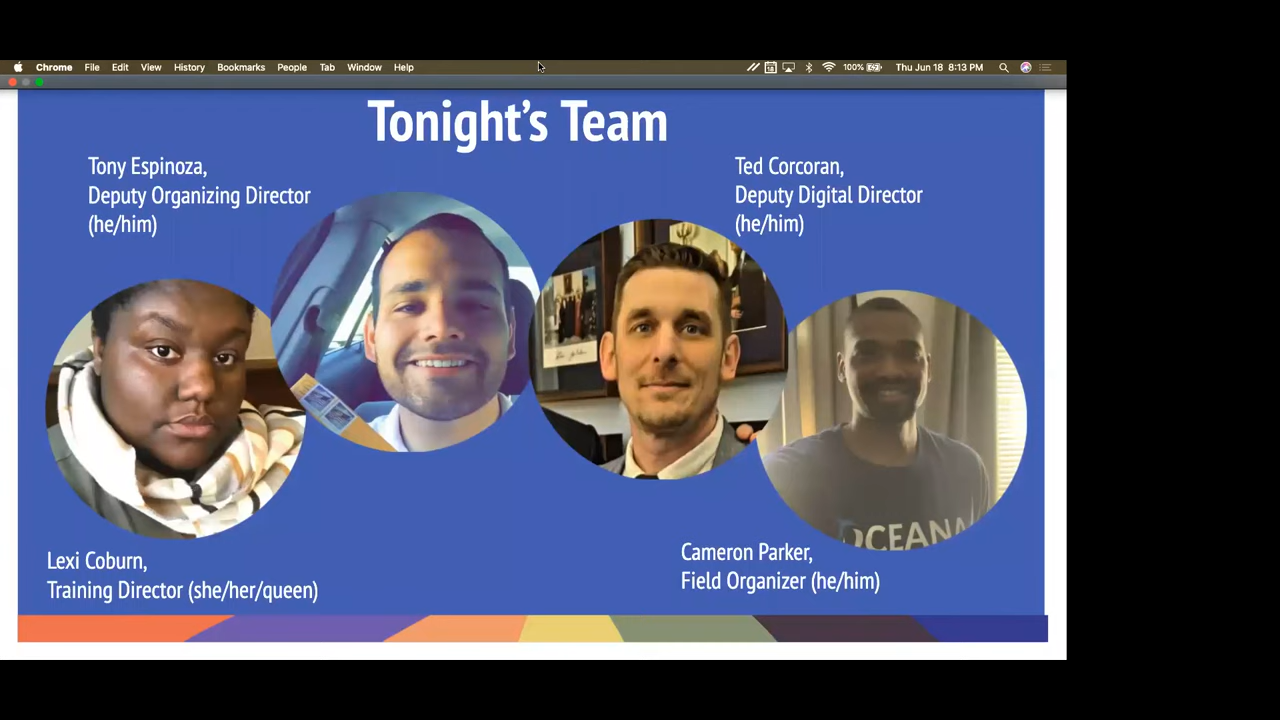 Chrome File Edit View History Bookmarks People Tab Window Help 100% Thu Jun 18 8:13 PM
Tonight's Team
Tony Espinoza,
Deputy Organizing Director
(he/him)
Ted Corcoran,
Deputy Digital Director
(he/him)
OCEANA
Lexi Coburn,
Training Director (she/her/queen)
Cameron Parker,
Field Organizer (he/him)